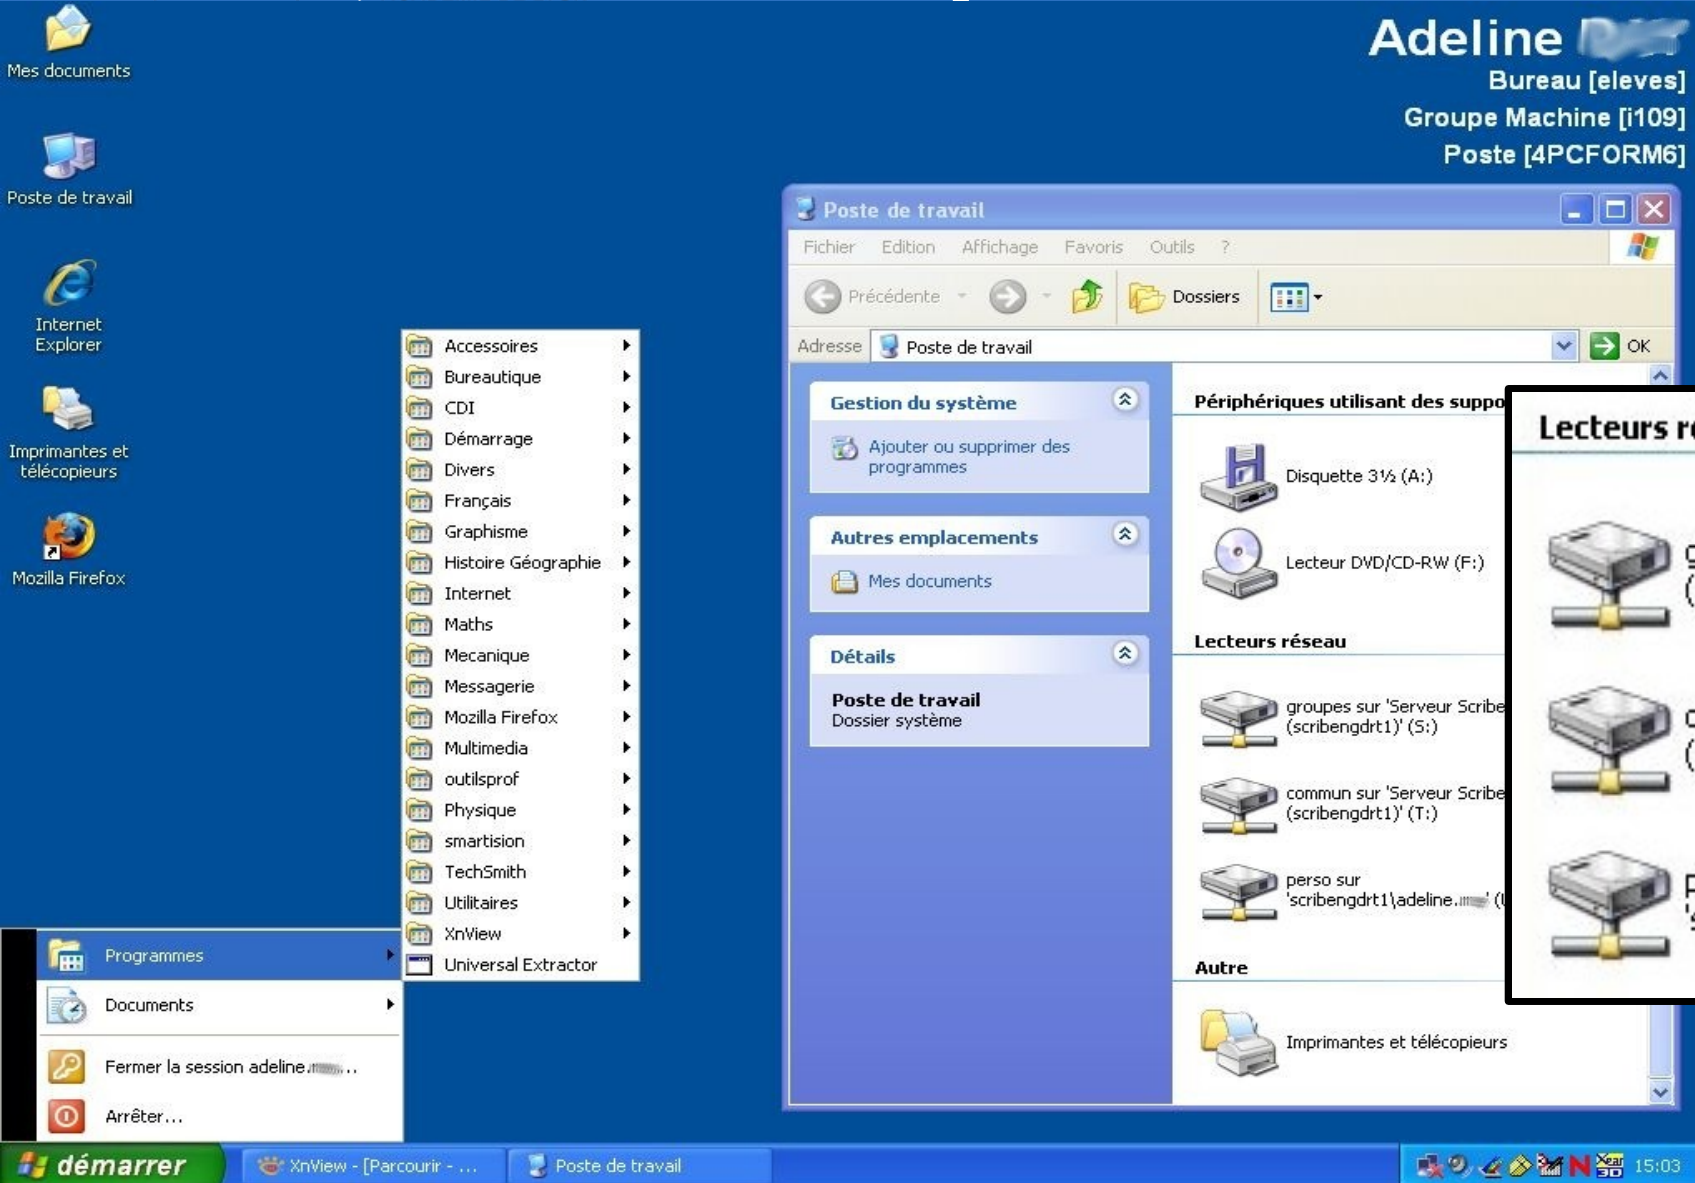 Mes documents
Poste de travail
Internet
Explorer
Imprimantes et
télécopieurs
Mozilla Firefox
Adeline
Bureau [eleves]
Groupe Machine [i109]
Poste [4PCFORM6]
Accessoires
Bureautique
CDI
Démarrage
Divers
Français
Graphisme
Histoire Géographie
Internet
Maths
Mecanique
Messagerie
Mozilla Firefox
Multimedia
outilsprof
Physique
smartision
TechSmith
Utilitaires
XnView
Universal Extractor
Programmes
Documents
Fermer la session adeline. ...
Arrêter...
Poste de travail
Fichier Edition Affichage Favoris Outils ?
Précédente Dossiers
Adresse Poste de travail OK
Gestion du système
Ajouter ou supprimer des
programmes
Autres emplacements
Mes documents
Détails
Poste de travail
Dossier système
Périphériques utilisant des
Disquette 3½ (A:)
Lecteur DVD/CD-RW (F:)
Lecteurs réseau
groupes sur 'Serveur Scribe
(scribengdrt1)' (S:)
commun sur 'Serveur Scribe
(scribengdrt1)' (T:)
perso sur
'scribengdrt1\adeline.
Autre
Imprimantes et télécopieurs
Lecteurs
démarrer XnView - [Parcourir - ... Poste de travail N Xear 3D 15:03